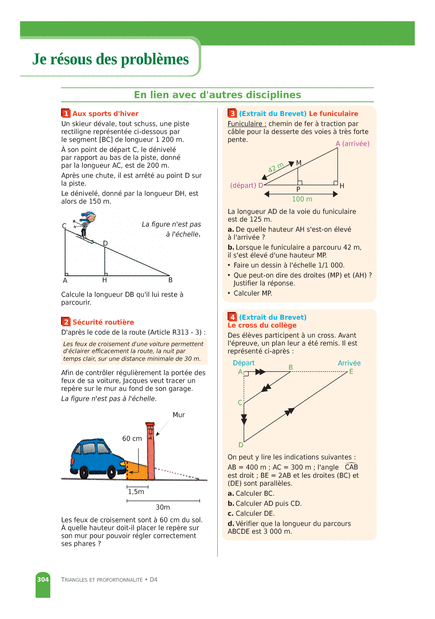 Je résous des problèmes
En lien avec d'autres disciplines
1 Aux sports d'hiver
Un skieur dévale, tout schuss, une piste
rectiligne représentée ci-dessous par
le segment [BC] de longueur 1 200 m.
À son point de départ C, le dénivelé
par rapport au bas de la piste, donné
par la longueur AC, est de 200 m.
Après une chute, il est arrêté au point D sur
la piste.
Le dénivelé, donné par la longueur DH, est
alors de 150 m.
C
La figure n'est pas
à l'échelle.
D
A
H
B
Calcule la longueur DB qu'il lui reste à
parcourir.
2 Sécurité routière
D'après le code de la route (Article R313 - 3) :
Les feux de croisement d'une voiture permettent
d'éclairer efficacement la route, la nuit par
temps clair, sur une distance minimale de 30 m.
Afin de contrôler régulièrement la portée des
feux de sa voiture, Jacques veut tracer un
repère sur le mur au fond de son garage.
La figure n'est pas à l'échelle.
Mur
60 cm
1,5m
30m
Les feux de croisement sont à 60 cm du sol.
À quelle hauteur doit-il placer le repère sur
son mur pour pouvoir régler correctement
ses phares ?
3 (Extrait du Brevet) Le funiculaire
Funiculaire : chemin de fer à traction par
câble pour la desserte des voies à très forte
pente.
A (arrivée)
42 m
M
(départ) D
P
H
100 m
La longueur AD de la voie du funiculaire
est de 125 m.
a. De quelle hauteur AH s'est-on élevé
à l'arrivée ?
b. Lorsque le funiculaire a parcouru 42 m,
il s'est élevé d'une hauteur MP.
• Faire un dessin à l'échelle 1/1 000.
• Que peut-on dire des droites (MP) et (AH) ?
Justifier la réponse.
• Calculer MP.
4 (Extrait du Brevet)
Le cross du collège
Des élèves participent à un cross. Avant
l'épreuve, un plan leur a été remis. Il est
représenté ci-après :
Départ
Arrivée
A
B
E
C
D
On peut y lire les indications suivantes :
AB = 400 m ; AC = 300 m ; l'angle CAB
est droit ; BE = 2AB et les droites (BC) et
(DE) sont parallèles.
a. Calculer BC.
b. Calculer AD puis CD.
c. Calculer DE.
d. Vérifier que la longueur du parcours
ABCDE est 3 000 m.
304 TRIANGLES ET PROPORTIONNALITÉ • D4